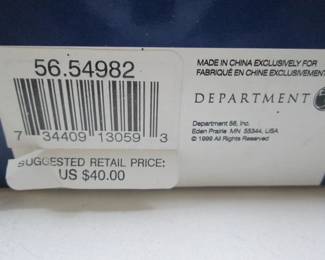 56.54982
7 34409 13059 3
SUGGESTED RETAIL PRICE:
US $40.00
MADE IN CHINA EXCLUSIVELY FOR
FABRIQUÉ EN CHINE EXCLUSIVEMENT
DEPARTMENT
Department 56, Inc.
Eden Prairie MN 55344, USA
© 1999 All Rights Reserved